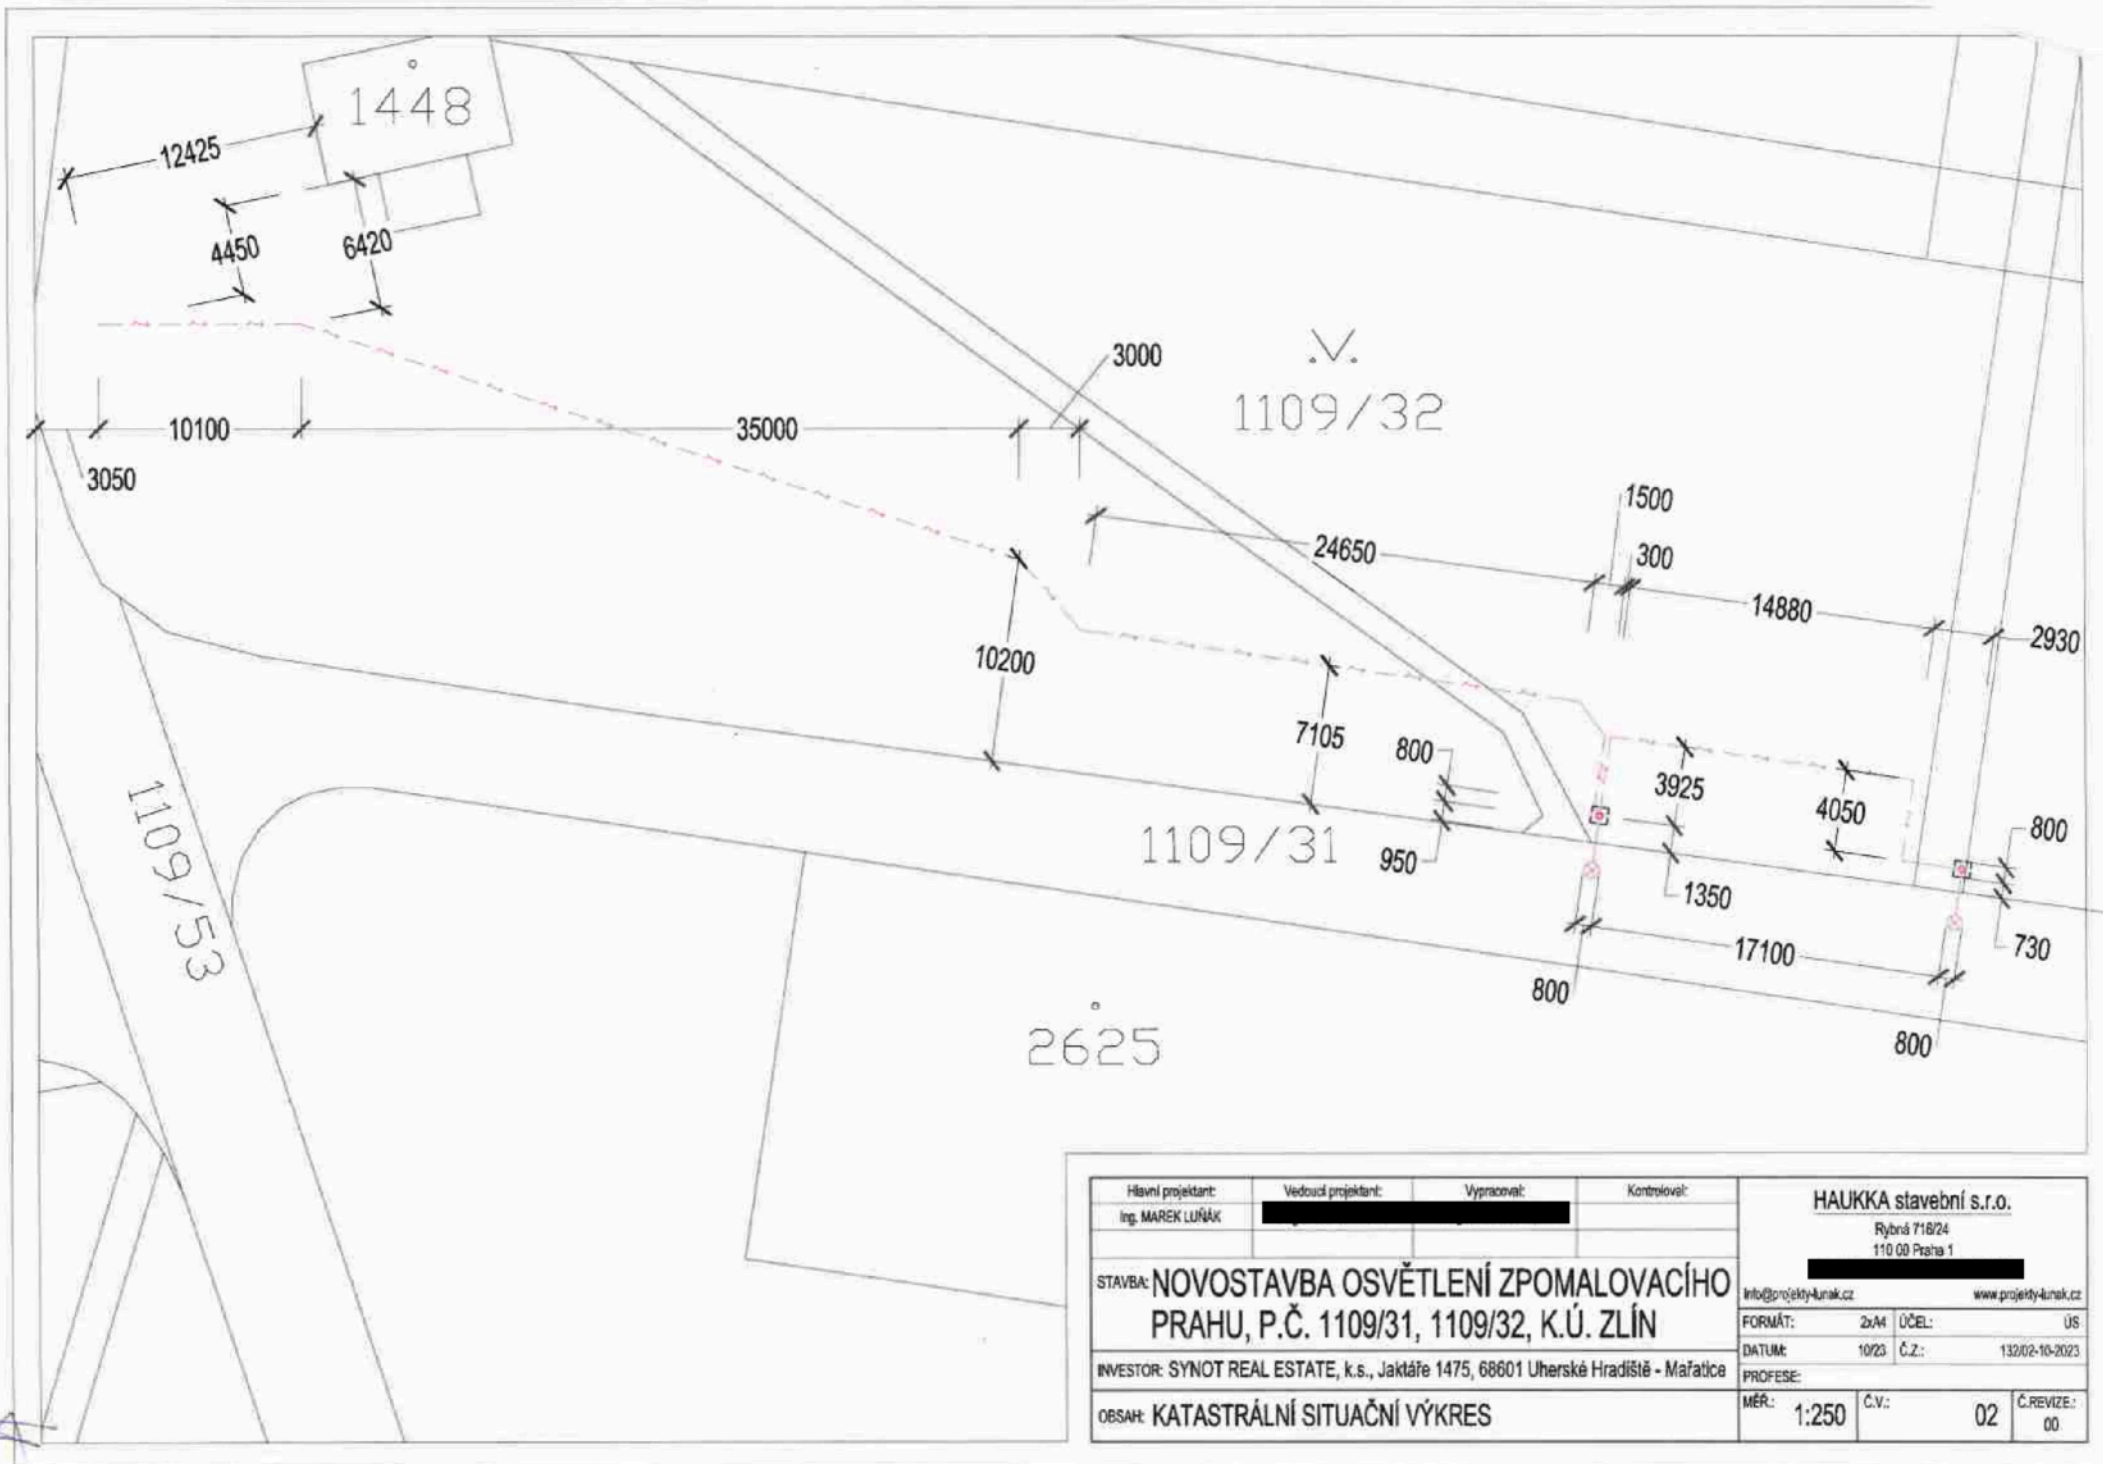 1448
12425
4450
6420
3000
.V.
1109/32
10100
35000
3050
1500
24650
300
14880
2930
10200
7105
800
3925
4050
800
1109/31
950
1350
730
17100
800
800
1109/53
2625
Hlavní projektant:
Vedoucí projektant:
Vypracoval:
Kontroloval:
Ing. MAREK LUŇÁK
HAUKKA stavební s.r.o.
Rybná 716/24
110 00 Praha 1
info@projekty-lunak.cz
www.projekty-lunak.cz
STAVBA: NOVOSTAVBA OSVĚTLENÍ ZPOMALOVACÍHO
PRAHU, P.Č. 1109/31, 1109/32, K.Ú. ZLÍN
FORMÁT: 2xA4 ÚČEL: ÚS
DATUM: 10/23 Č.Z.: 132/02-10-2023
INVESTOR: SYNOT REAL ESTATE, k.s., Jaktáře 1475, 68601 Uherské Hradiště - Mařatice
PROFESE:
OBSAH: KATASTRÁLNÍ SITUAČNÍ VÝKRES
MĚŘ.: 1:250 Č.V.: 02 Č.REVIZE.: 00